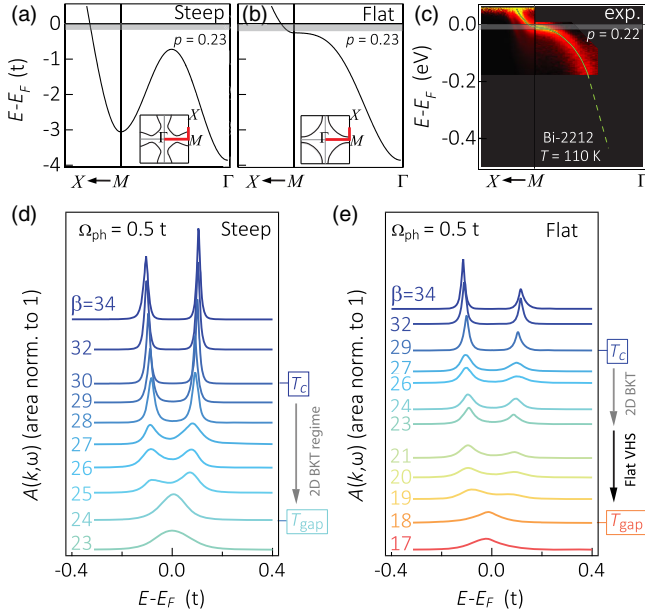 (a)
Steep
p = 0.23
E-E_F (t)
0
-1
-2
-3
-4
Γ
X
M
X ← M
Γ
(b)
Flat
p = 0.23
Γ
X
M
X ← M
Γ
(c)
exp.
p = 0.22
E-E_F (eV)
0.0
-0.2
-0.4
Bi-2212
T = 110 K
X ← M
Γ
(d)
Ω_ph = 0.5 t
Steep
A(k,ω) (area norm. to 1)
β=34
32
30
29
28
27
26
25
24
23
T_c
2D BKT regime
T_gap
-0.4
0.0
0.4
E-E_F (t)
(e)
Ω_ph = 0.5 t
Flat
A(k,ω) (area norm. to 1)
β=34
32
29
27
26
24
23
21
20
19
18
17
T_c
2D BKT
Flat VHS
T_gap
-0.4
0.0
0.4
E-E_F (t)